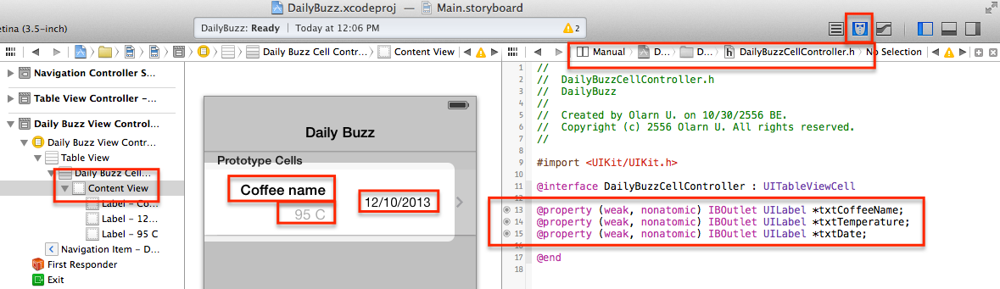 DailyBuzz.xcodeproj — Main.storyboard
etina (3.5-inch)
DailyBuzz: Ready | Today at 12:06 PM
2
Daily Buzz Cell Contr... Content View
Manual D... D... DailyBuzzCellController.h No Selection
Navigation Controller S...
Table View Controller –...
Daily Buzz View Control...
Daily Buzz View Contr...
Table View
Daily Buzz Cell...
Content View
Label – Co...
Label – 12...
Label – 95 C
Navigation Item – D...
First Responder
Exit
Daily Buzz
Prototype Cells
Coffee name
95 C
12/10/2013
1 //
2 // DailyBuzzCellController.h
3 // DailyBuzz
4 //
5 // Created by Olarn U. on 10/30/2556 BE.
6 // Copyright (c) 2556 Olarn U. All rights reserved.
7 //
8
9 #import <UIKit/UIKit.h>
10
11 @interface DailyBuzzCellController : UITableViewCell
12
13 @property (weak, nonatomic) IBOutlet UILabel *txtCoffeeName;
14 @property (weak, nonatomic) IBOutlet UILabel *txtTemperature;
15 @property (weak, nonatomic) IBOutlet UILabel *txtDate;
16
17 @end
18